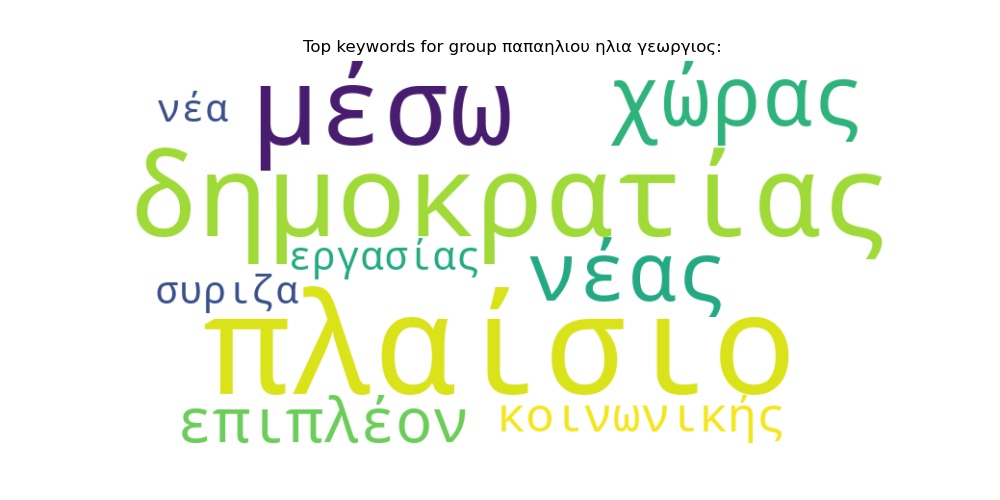 Top keywords for group παπαηλιου ηλια γεωργιος:
νέα μέσω χώρας
δημοκρατίας
εργασίας νέας
συριζα
πλαίσιο
επιπλέον κοινωνικής